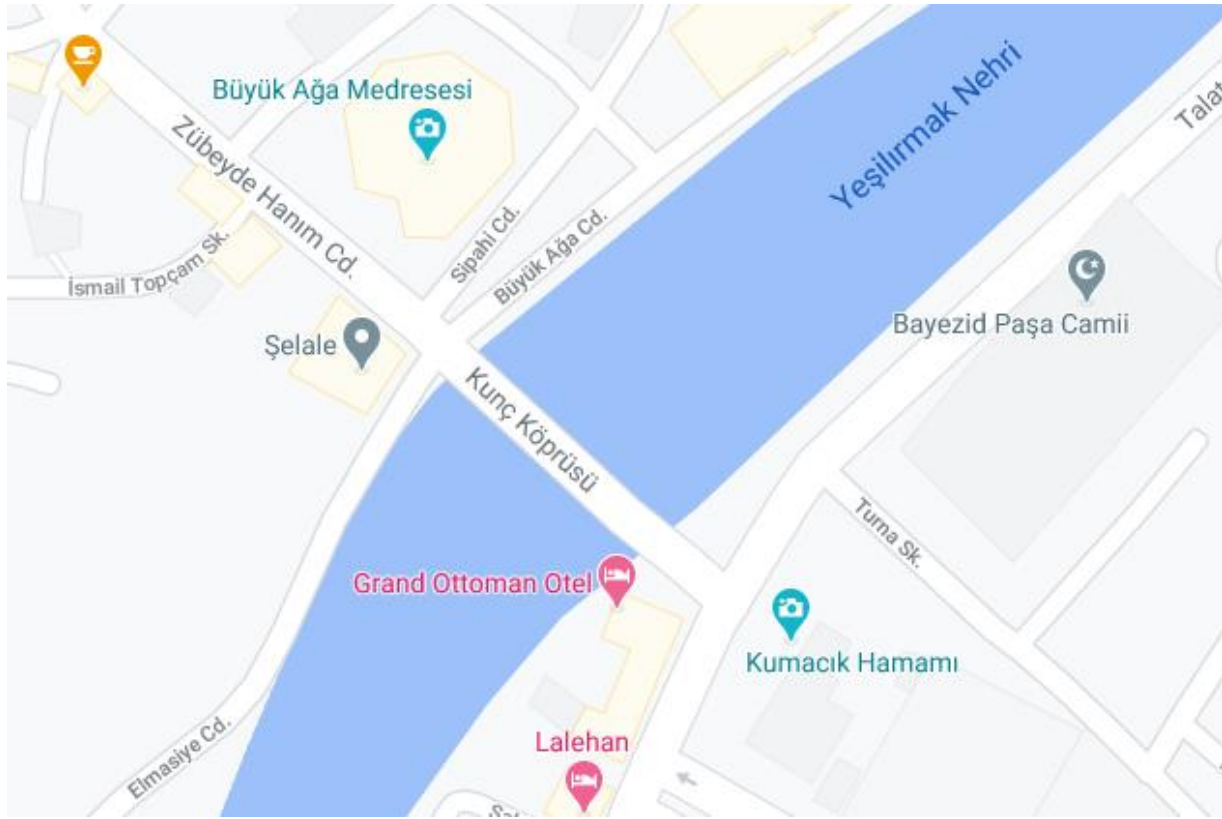 Büyük Ağa Medresesi
Yeşilırmak Nehri
Talat
Zübeyde Hanım Cd.
Sipahi Cd.
Büyük Ağa Cd.
İsmail Topçam Sk.
Şelale
Bayezid Paşa Camii
Kunç Köprüsü
Turna Sk.
Grand Ottoman Otel
Kumacık Hamamı
Lalehan
Elmasiye Cd.